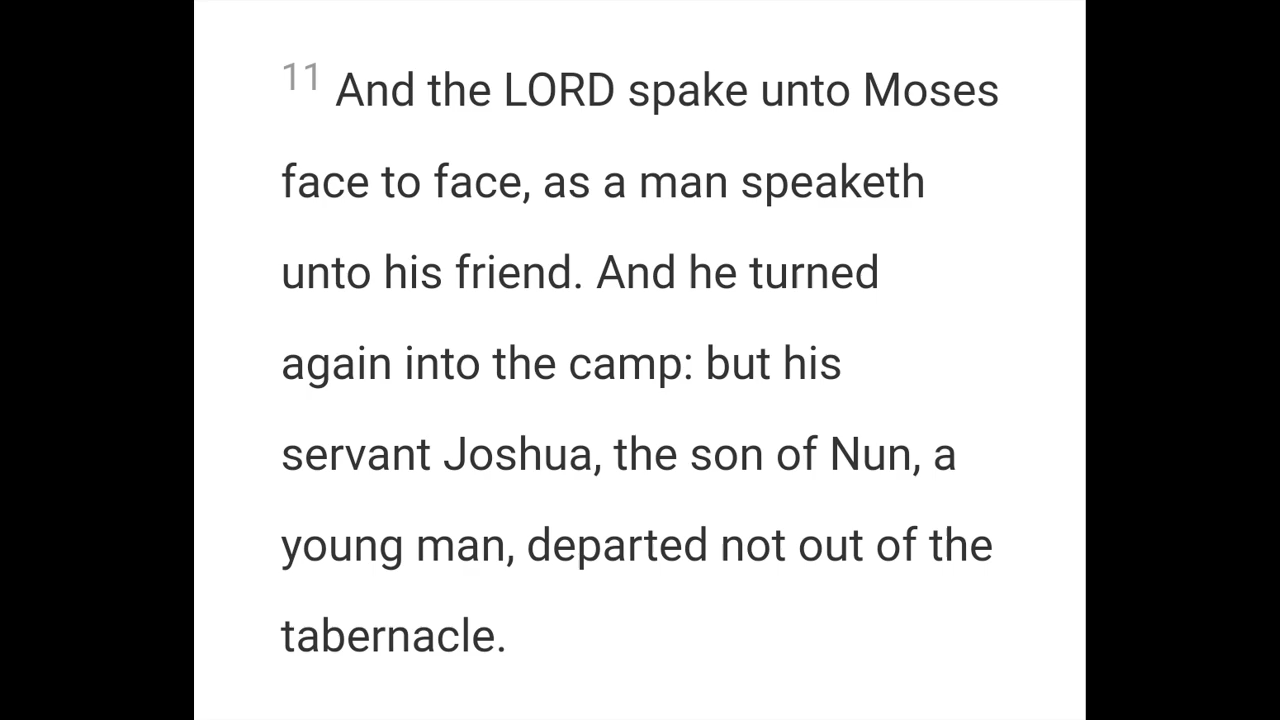 11 And the LORD spake unto Moses
face to face, as a man speaketh
unto his friend. And he turned
again into the camp: but his
servant Joshua, the son of Nun, a
young man, departed not out of the
tabernacle.